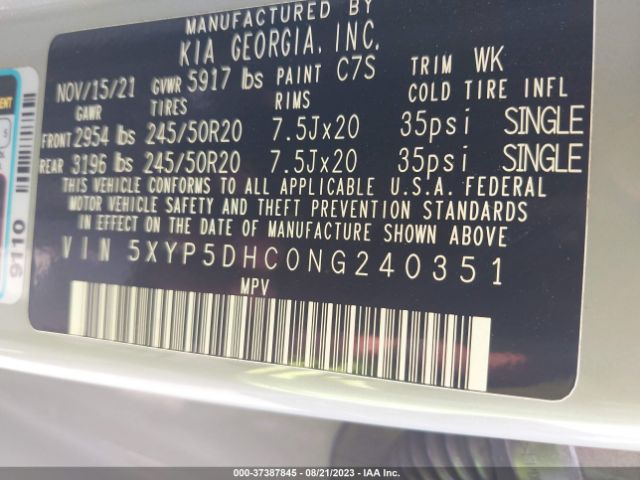 MANUFACTURED BY
KIA GEORGIA, INC.
NOV/15/21 GVWR 5917 lbs PAINT C7S TRIM WK
GAWR TIRES RIMS COLD TIRE INFL
FRONT 2954 lbs 245/50R20 7.5Jx20 35psi SINGLE
REAR 3196 lbs 245/50R20 7.5Jx20 35psi SINGLE
THIS VEHICLE CONFORMS TO ALL APPLICABLE U.S.A. FEDERAL
MOTOR VEHICLE SAFETY AND THEFT PREVENTION STANDARDS
IN EFFECT ON THE DATE OF MANUFACTURE SHOWN ABOVE
VIN 5XYP5DHC0NG240351
MPV
9110
000-37387845 - 08/21/2023 - IAA Inc.